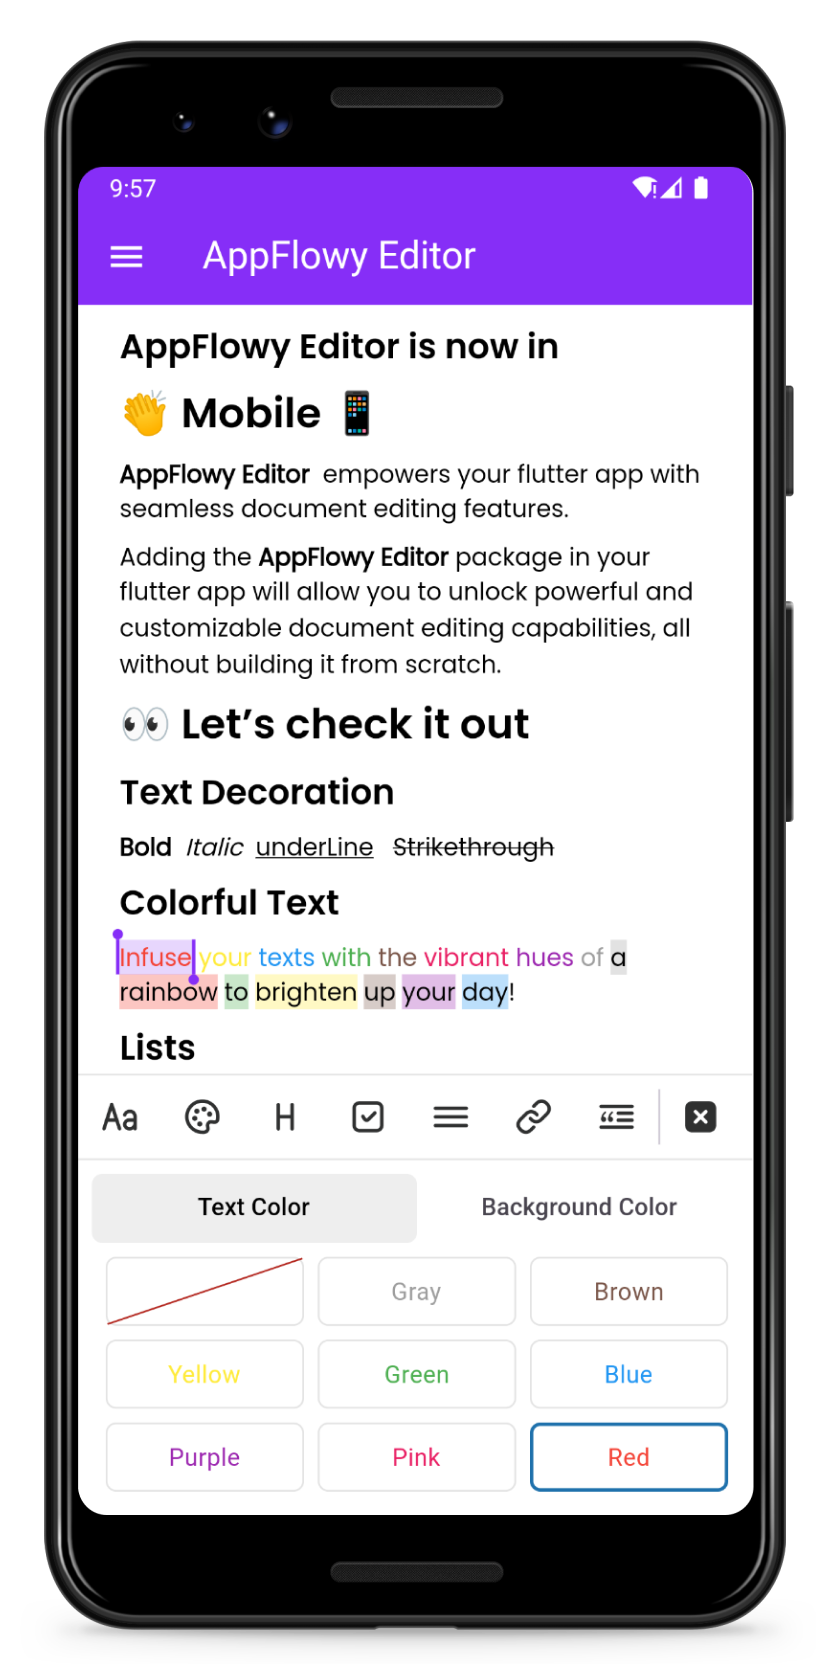 9:57
AppFlowy Editor
AppFlowy Editor is now in
👏 Mobile 📱
AppFlowy Editor empowers your flutter app with
seamless document editing features.
Adding the AppFlowy Editor package in your
flutter app will allow you to unlock powerful and
customizable document editing capabilities, all
without building it from scratch.
👀 Let’s check it out
Text Decoration
Bold Italic underLine Strikethrough
Colorful Text
Infuse your texts with the vibrant hues of a
rainbow to brighten up your day!
Lists
Aa H
Text Color Background Color
Gray Brown
Yellow Green Blue
Purple Pink Red